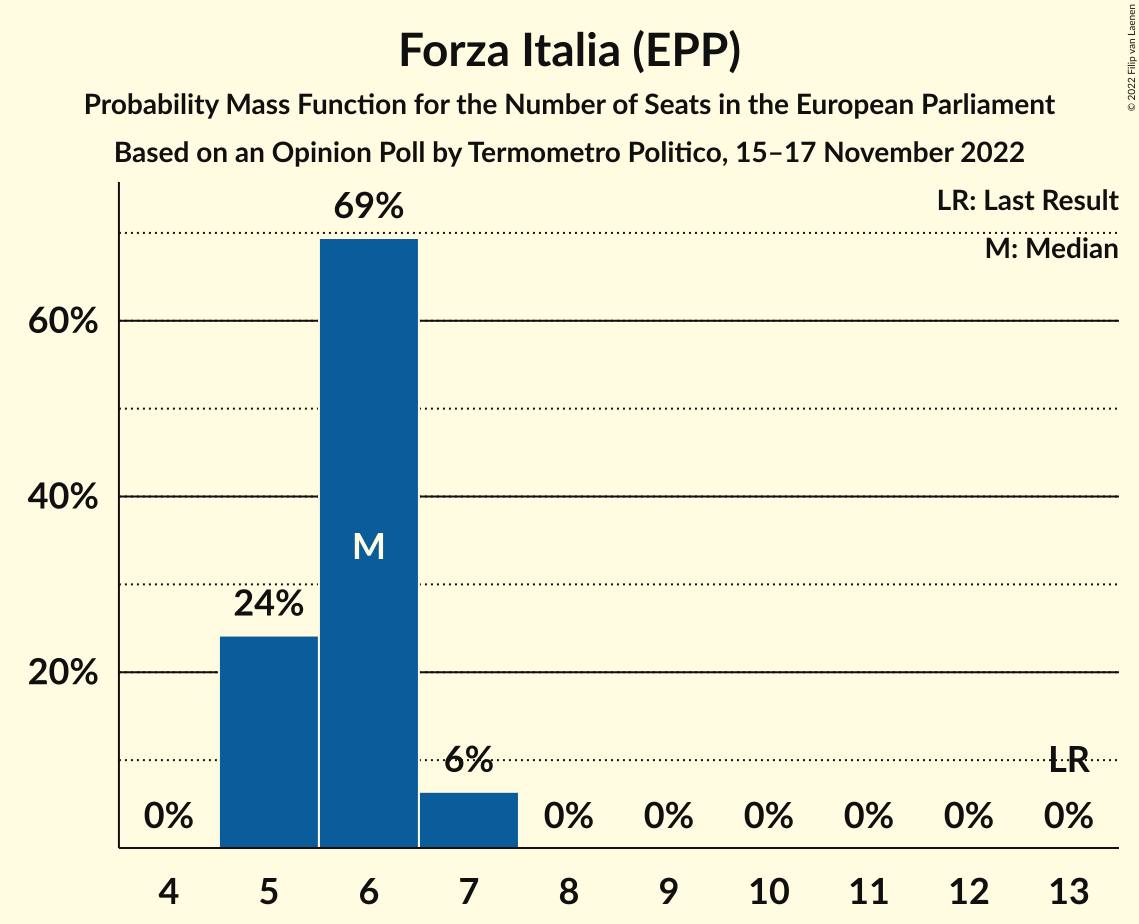 Forza Italia (EPP)
Probability Mass Function for the Number of Seats in the European Parliament
Based on an Opinion Poll by Termometro Politico, 15–17 November 2022
© 2022 Filip van Laenen
LR: Last Result
M: Median
69%
60%
40%
M
24%
20%
6%
LR
0%
0%
0%
0%
0%
0%
0%
4
5
6
7
8
9
10
11
12
13